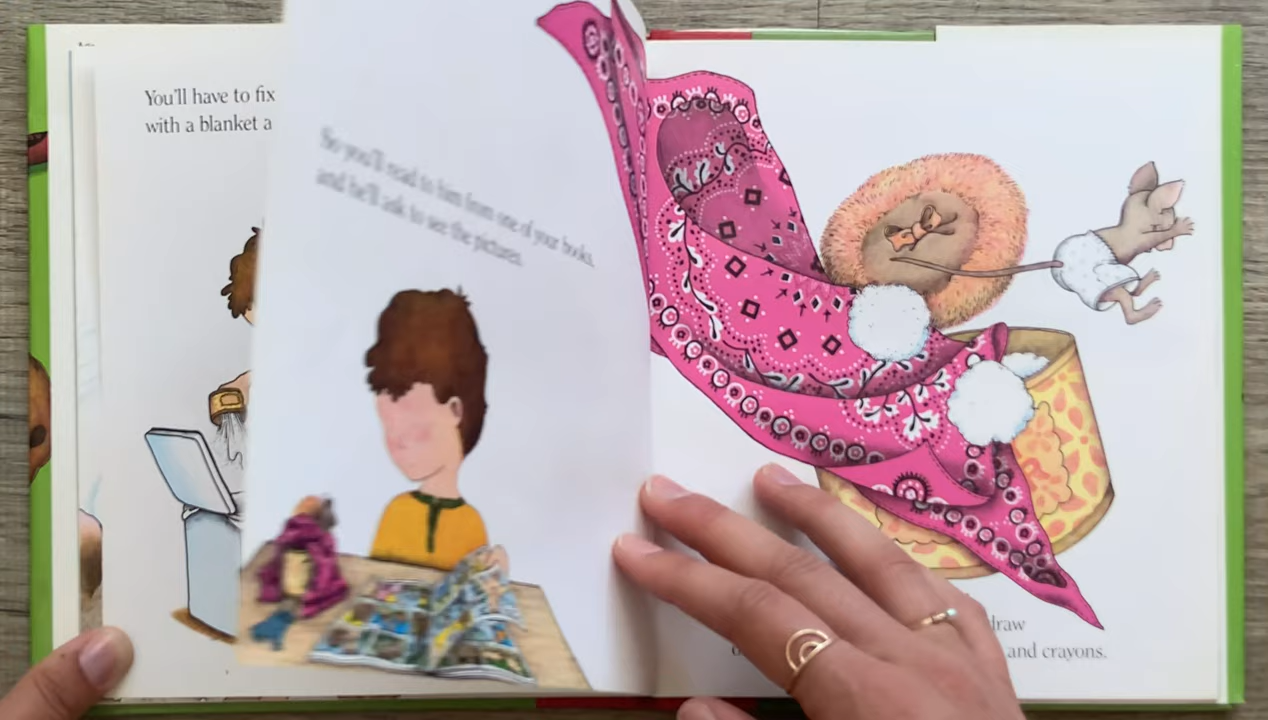 You'll have to fix
with a blanket a
So you'll read to him from one of your books,
and he'll ask to see the pictures.
draw
and crayons.